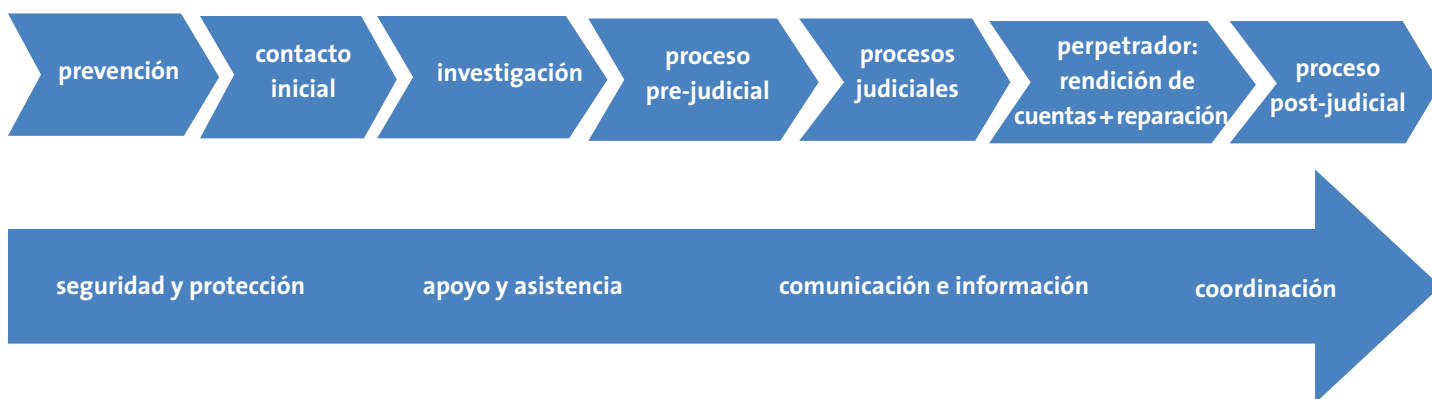 prevención
contacto
inicial
investigación
proceso
pre-judicial
procesos
judiciales
perpetrador:
rendición de
cuentas+reparación
proceso
post-judicial
seguridad y protección
apoyo y asistencia
comunicación e información
coordinación